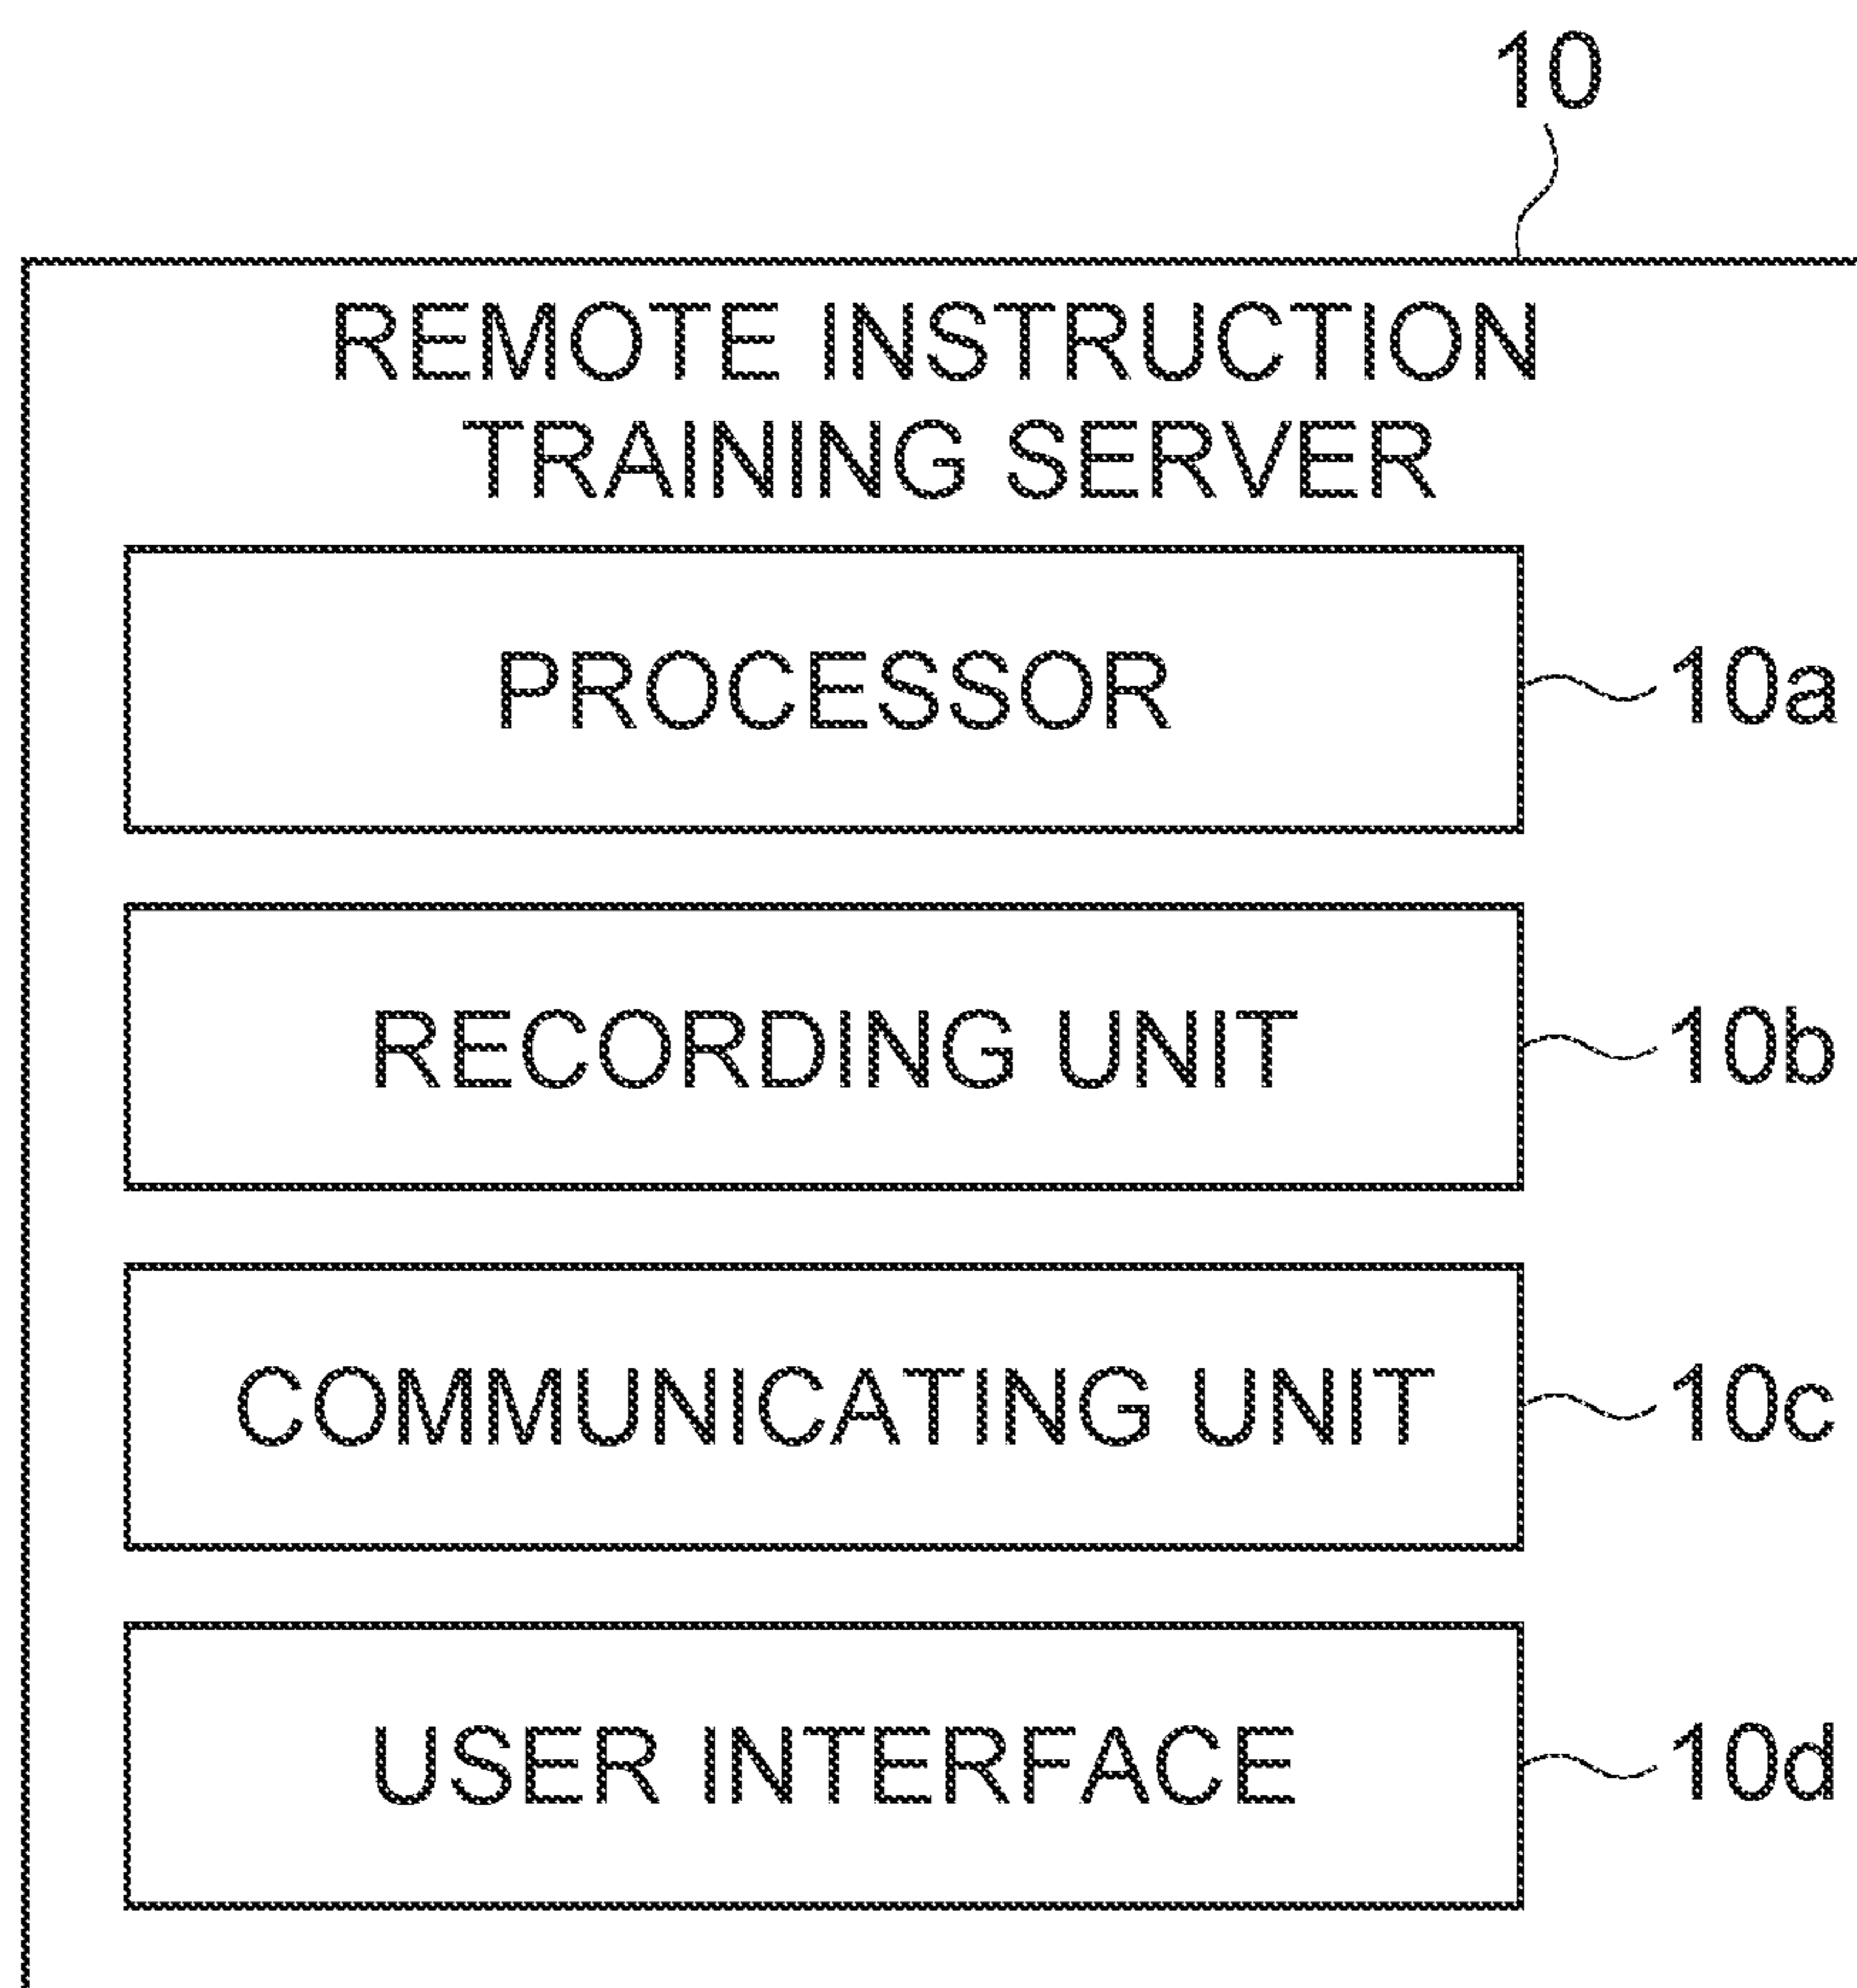 10
REMOTE INSTRUCTION
TRAINING SERVER
PROCESSOR
10a
RECORDING UNIT
10b
COMMUNICATING UNIT
10c
USER INTERFACE
10d